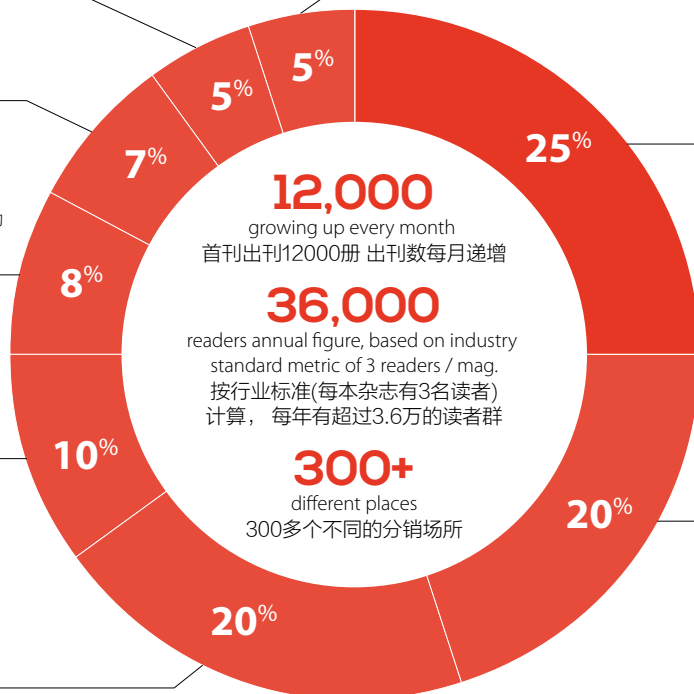 5%
5%
25%
7%
12,000
growing up every month
首刊出刊12000册 出刊数每月递增
8%
36,000
readers annual figure, based on industry
standard metric of 3 readers / mag.
按行业标准(每本杂志有3名读者)
计算， 每年有超过3.6万的读者群
10%
300+
different places
300多个不同的分销场所
20%
20%